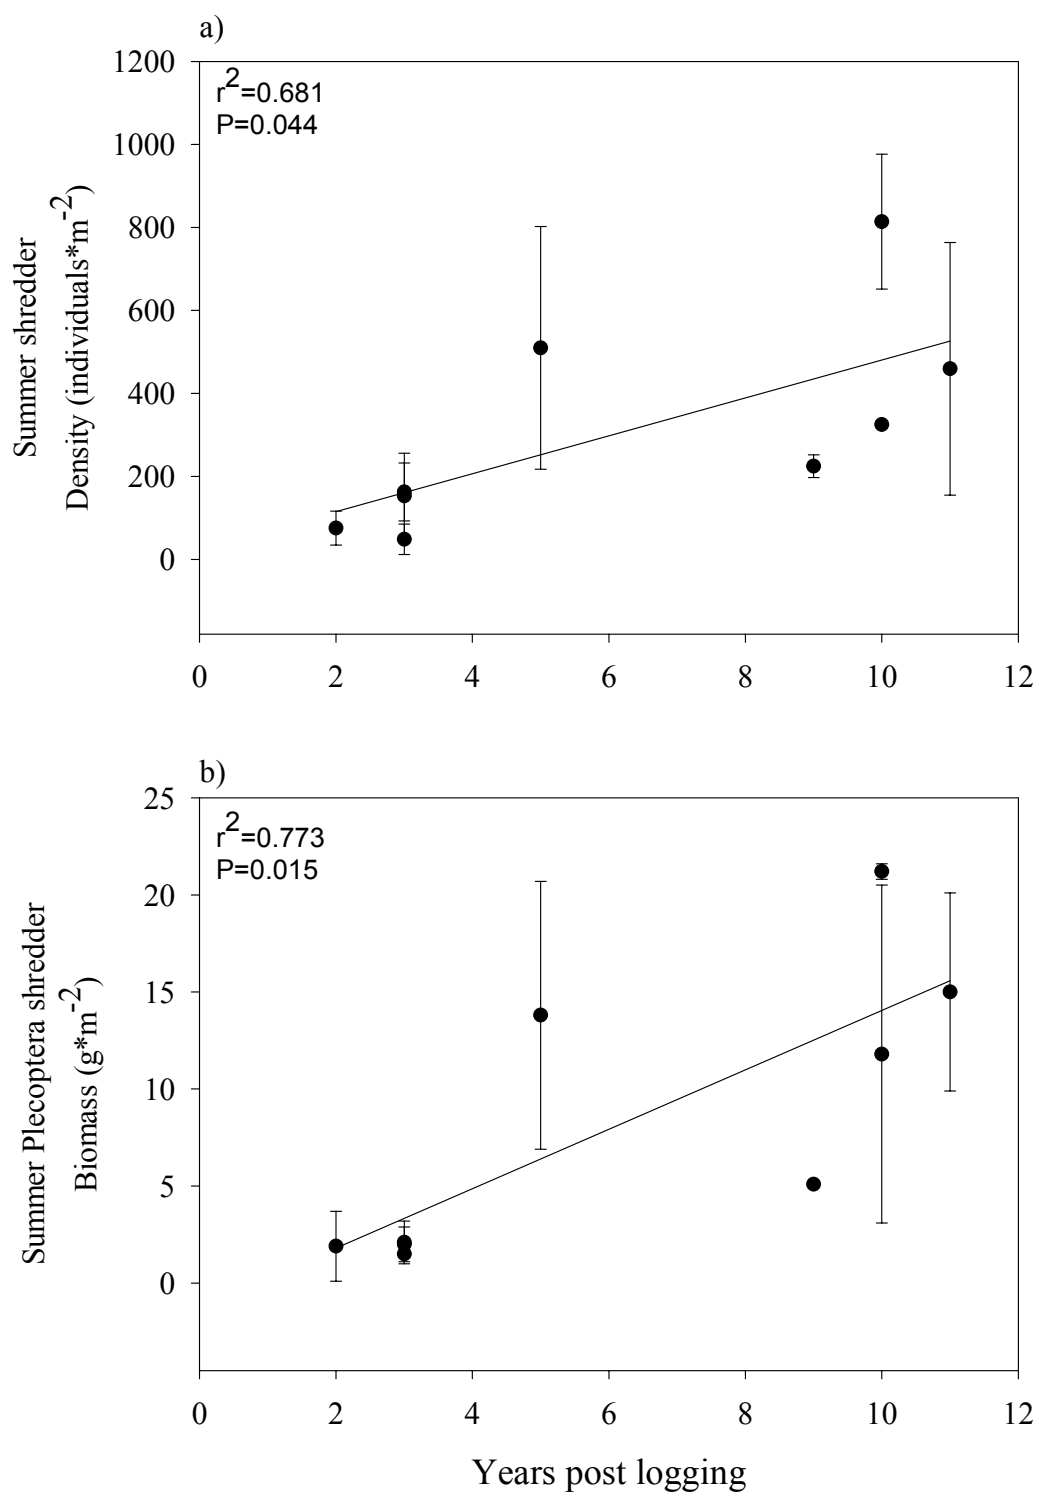 a)
1200
1000
800
600
400
200
0
r²=0.681
P=0.044
Summer shredder
Density (individuals*m⁻²)
0 2 4 6 8 10 12
b)
25
20
15
10
5
0
r²=0.773
P=0.015
Summer Plecoptera shredder
Biomass (g*m⁻²)
0 2 4 6 8 10 12
Years post logging